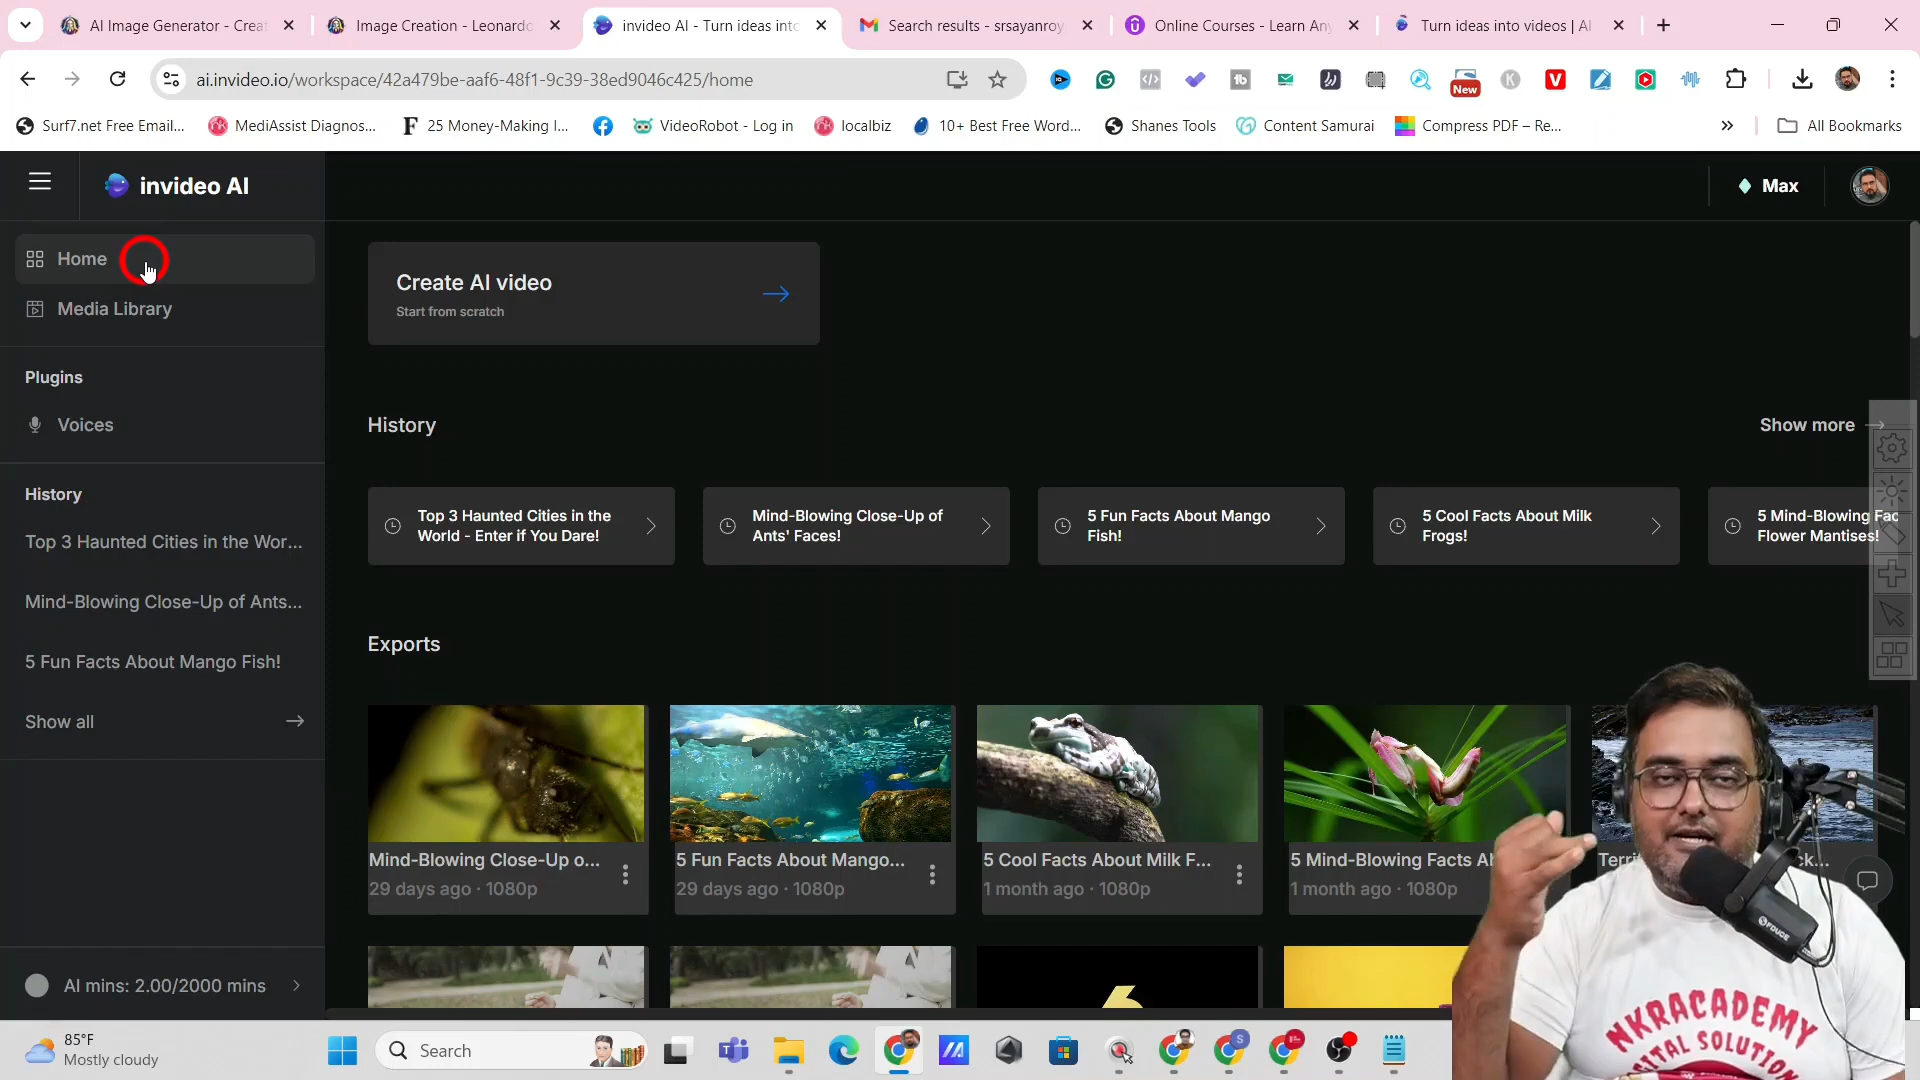 AI Image Generator - Creat
Image Creation - Leonardo
invideo AI - Turn ideas into
Search results - srsayanroy
Online Courses - Learn Any
Turn ideas into videos | AI
ai.invideo.io/workspace/42a479be-aaf6-48f1-9c39-38ed9046c425/home
New
Surf7.net Free Email...
MediAssist Diagnos...
25 Money-Making I...
VideoRobot - Log in
localbiz
10+ Best Free Word...
Shanes Tools
Content Samurai
Compress PDF – Re...
All Bookmarks
invideo AI
Max
Home
Media Library
Plugins
Voices
History
Top 3 Haunted Cities in the Wor...
Mind-Blowing Close-Up of Ants...
5 Fun Facts About Mango Fish!
Show all
AI mins: 2.00/2000 mins
Create AI video
Start from scratch
History
Show more
Top 3 Haunted Cities in the
World - Enter if You Dare!
Mind-Blowing Close-Up of
Ants' Faces!
5 Fun Facts About Mango
Fish!
5 Cool Facts About Milk
Frogs!
5 Mind-Blowing Fac
Flower Mantises!
Exports
Mind-Blowing Close-Up o...
29 days ago · 1080p
5 Fun Facts About Mango...
29 days ago · 1080p
5 Cool Facts About Milk F...
1 month ago · 1080p
5 Mind-Blowing Facts Al
1 month ago · 1080p
Terri
ck...
6
FDUCE
NKRACADEMY
GITAL SOLUTION
85°F
Mostly cloudy
Search